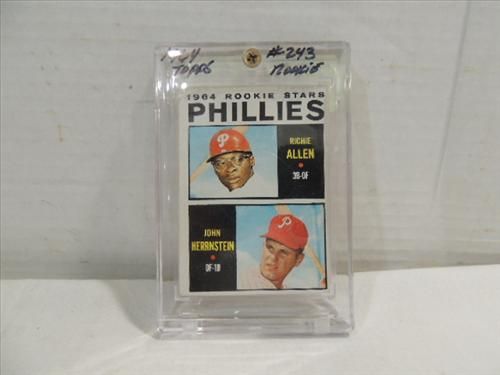 1964 #243
TOPPS ROOKIE
1964 ROOKIE STARS
PHILLIES
P
RICHIE
ALLEN
3B-OF
JOHN
HERRNSTEIN
OF-1B
P